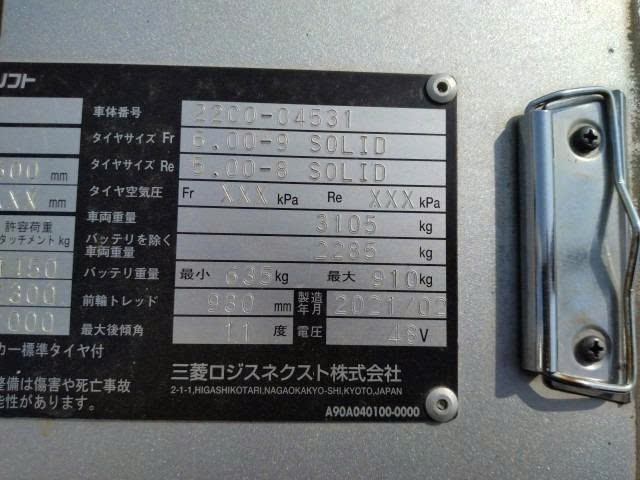 リフト
車体番号 2200-04531
タイヤサイズ Fr 6.00-9 SOLID
タイヤサイズ Re 5.00-8 SOLID
500 mm
タイヤ空気圧 Fr XXX kPa Re XXX kPa
XXX mm
車両重量 3105 kg
許容荷重
タッチメント kg
バッテリを除く
車両重量 2285 kg
1450
バッテリ重量 最小 635 kg 最大 910 kg
300
前輪トレッド 930 mm 製造年月 2021/02
000
最大後傾角 11 度 電圧 48 V
カー標準タイヤ付
三菱ロジスネクスト株式会社
2-1-1,HIGASHIKOTARI,NAGAOKAKYO-SHI,KYOTO,JAPAN
整備は傷害や死亡事故
能性があります。
A90A040100-0000